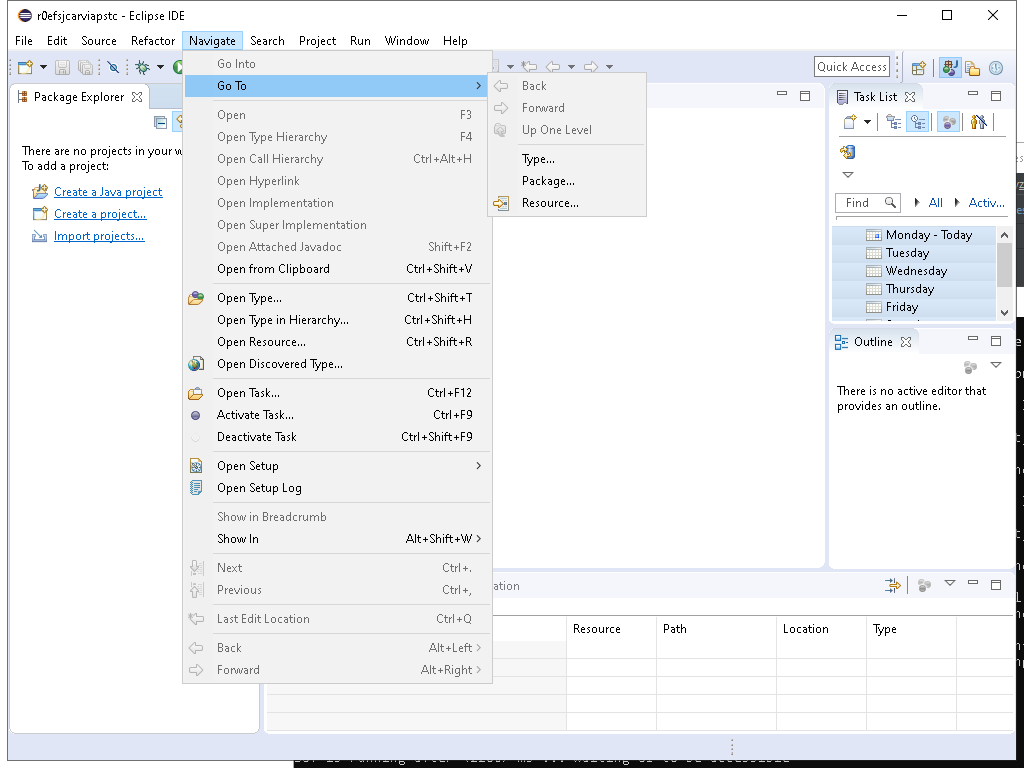 r0efsjcarviapstc - Eclipse IDE
File Edit Source Refactor Navigate Search Project Run Window Help
Quick Access
Package Explorer
There are no projects in your w
To add a project:
Create a Java project
Create a project...
Import projects...
Go Into
Go To
Open F3
Open Type Hierarchy F4
Open Call Hierarchy Ctrl+Alt+H
Open Hyperlink
Open Implementation
Open Super Implementation
Open Attached Javadoc Shift+F2
Open from Clipboard Ctrl+Shift+V
Open Type... Ctrl+Shift+T
Open Type in Hierarchy... Ctrl+Shift+H
Open Resource... Ctrl+Shift+R
Open Discovered Type...
Open Task... Ctrl+F12
Activate Task... Ctrl+F9
Deactivate Task Ctrl+Shift+F9
Open Setup
Open Setup Log
Show in Breadcrumb
Show In Alt+Shift+W
Next Ctrl+.
Previous Ctrl+,
Last Edit Location Ctrl+Q
Back Alt+Left
Forward Alt+Right
Back
Forward
Up One Level
Type...
Package...
Resource...
Task List
Find All Activ...
Monday - Today
Tuesday
Wednesday
Thursday
Friday
Outline
There is no active editor that
provides an outline.
ation
Resource Path Location Type